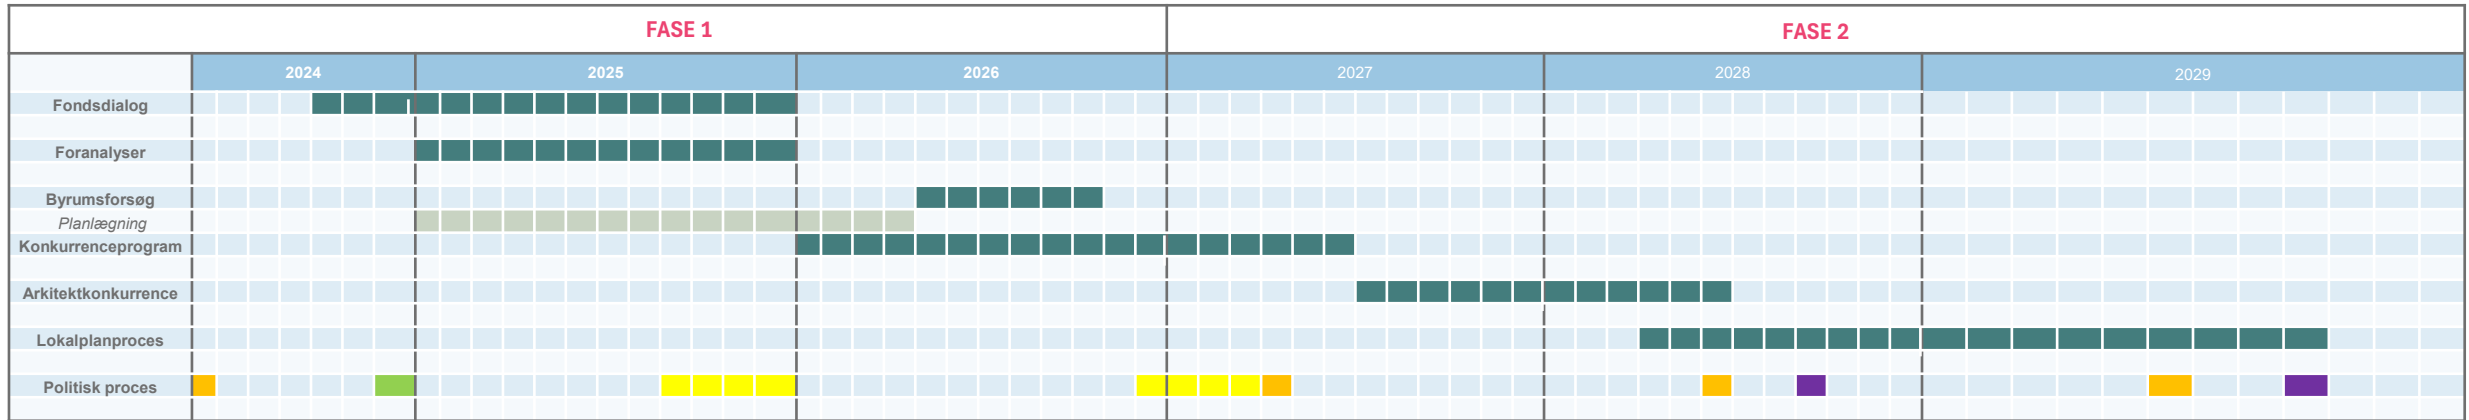 FASE 1
FASE 2
2024
2025
2026
2027
2028
2029
Fondsdialog
Foranalyser
Byrumsforsøg
Planlægning
Konkurrenceprogram
Arkitektkonkurrence
Lokalplanproces
Politisk proces